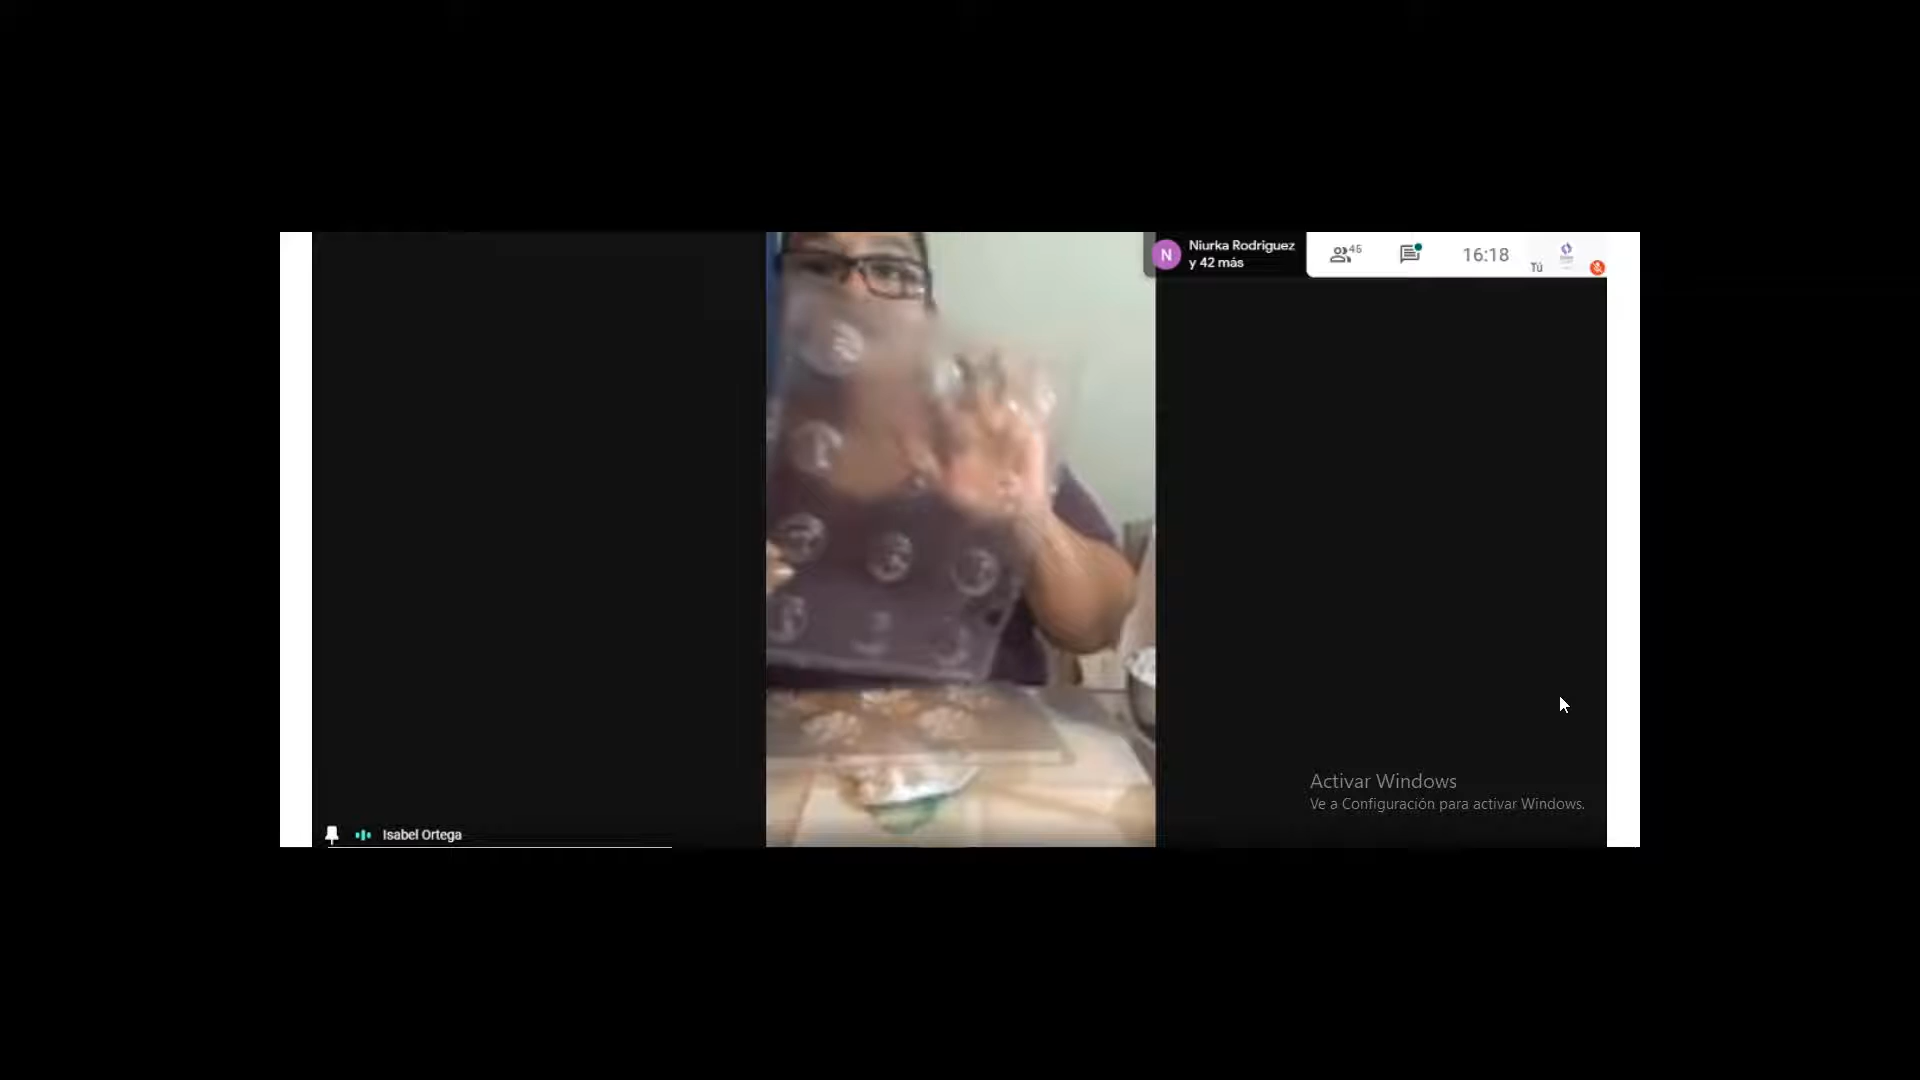 Niurka Rodriguez
y 42 más
N
45
16:18
Tú
Activar Windows
Ve a Configuración para activar Windows.
Isabel Ortega